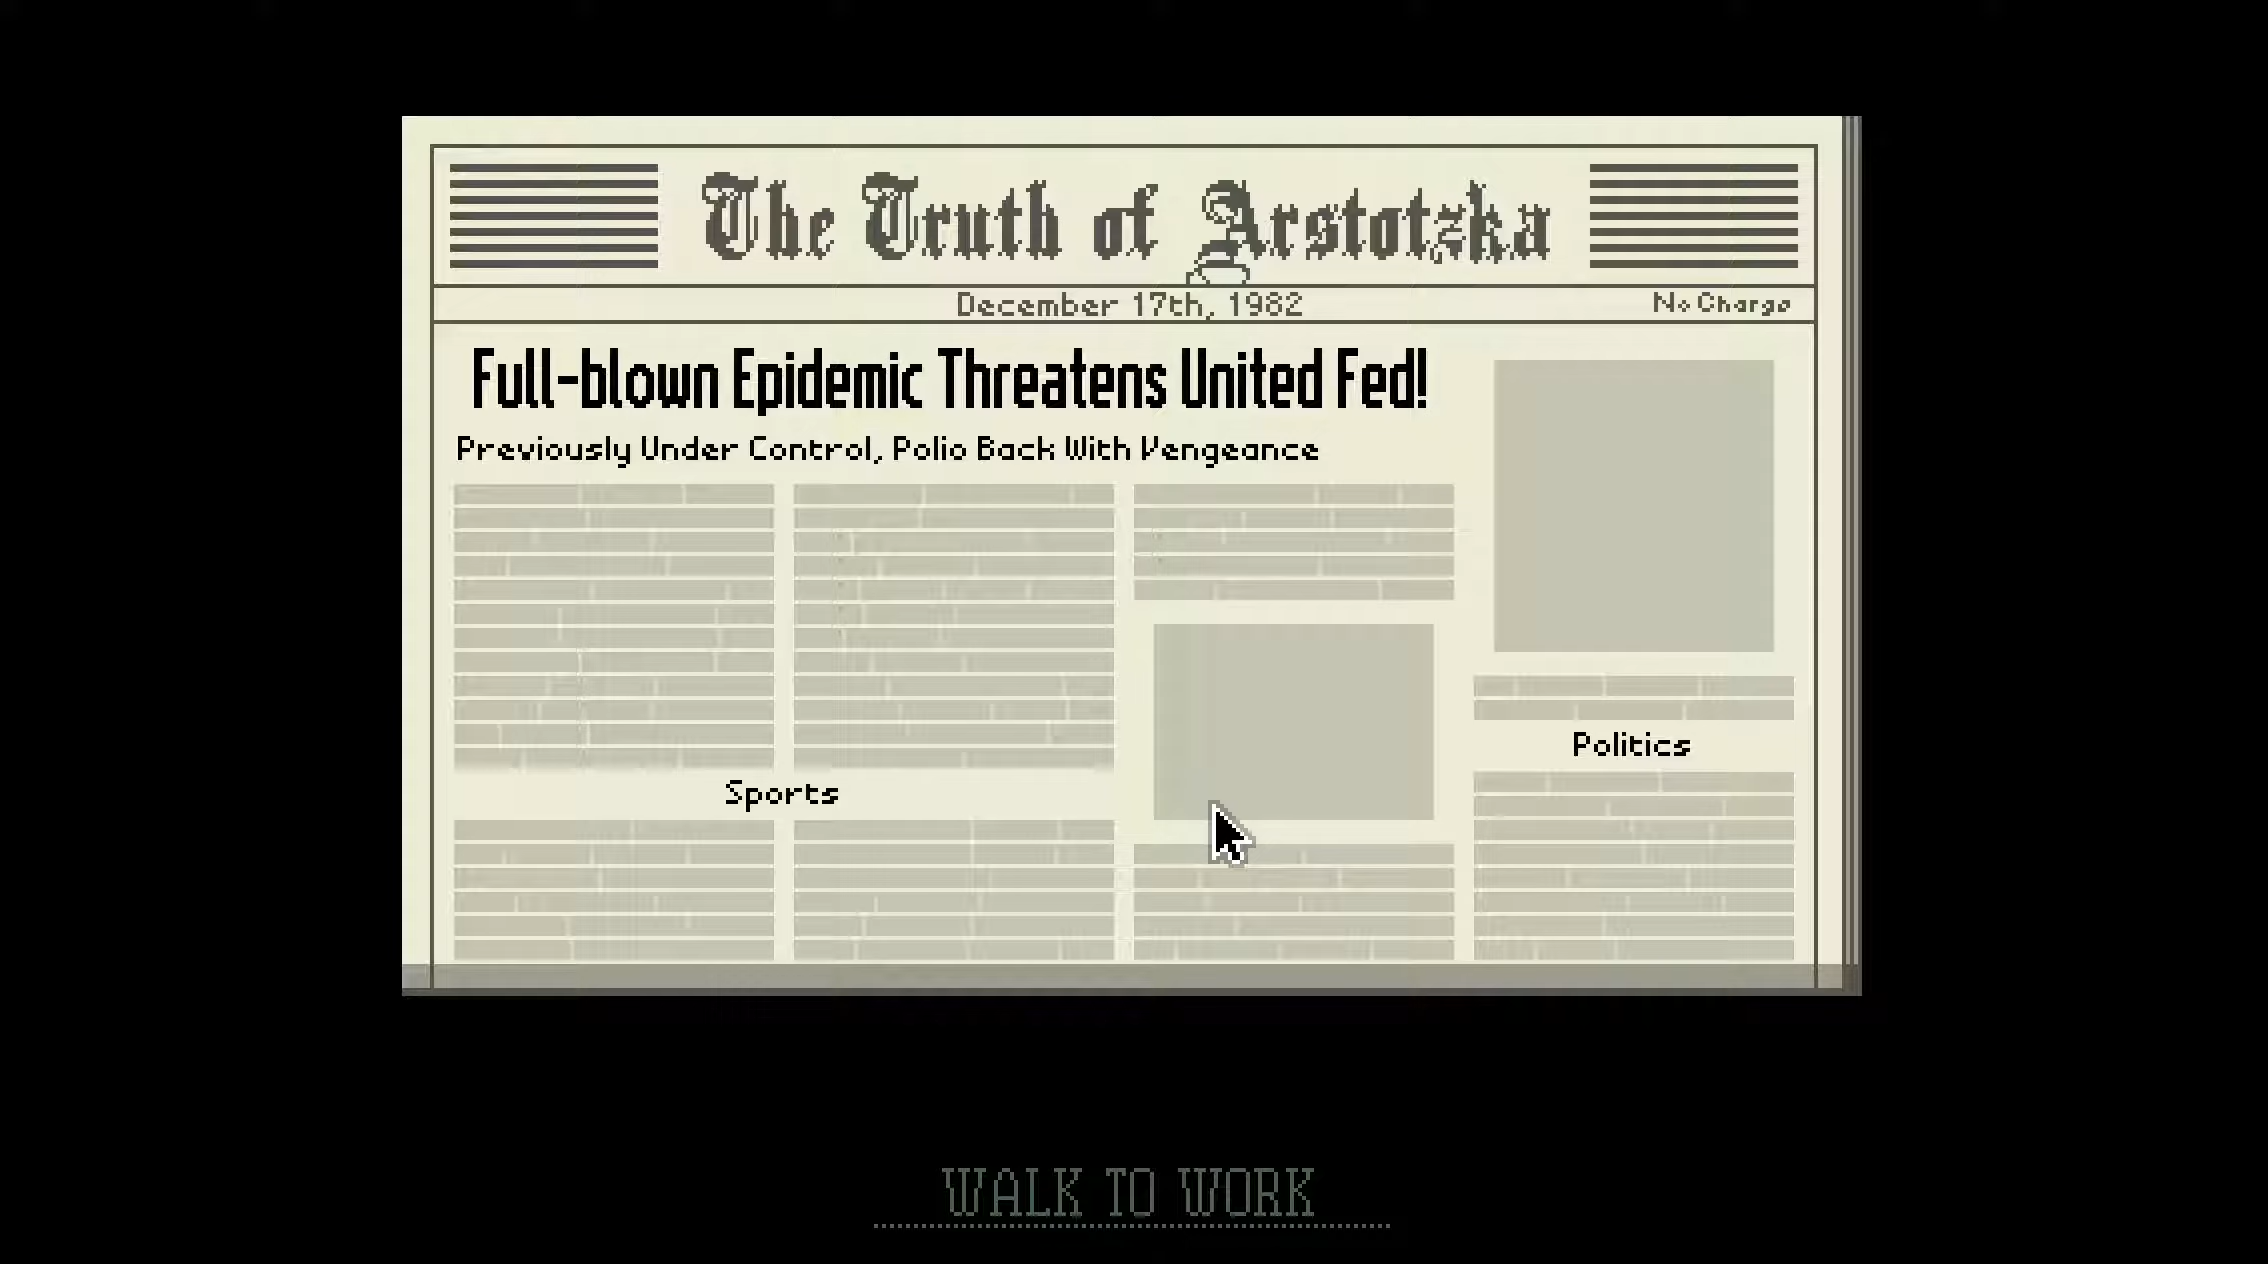 The Truth of Arstotzka
December 17th, 1982
No Charge
Full-blown Epidemic Threatens United Fed!
Previously Under Control, Polio Back With Vengeance
Politics
Sports
WALK TO WORK